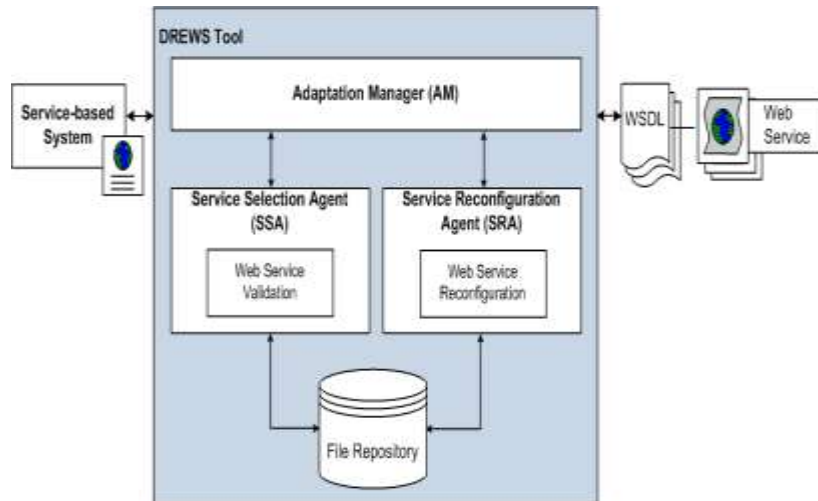 DREWS Tool
Adaptation Manager (AM)
Service-based
System
WSDL
Web
Service
Service Selection Agent
(SSA)
Web Service
Validation
Service Reconfiguration
Agent (SRA)
Web Service
Reconfiguration
File Repository